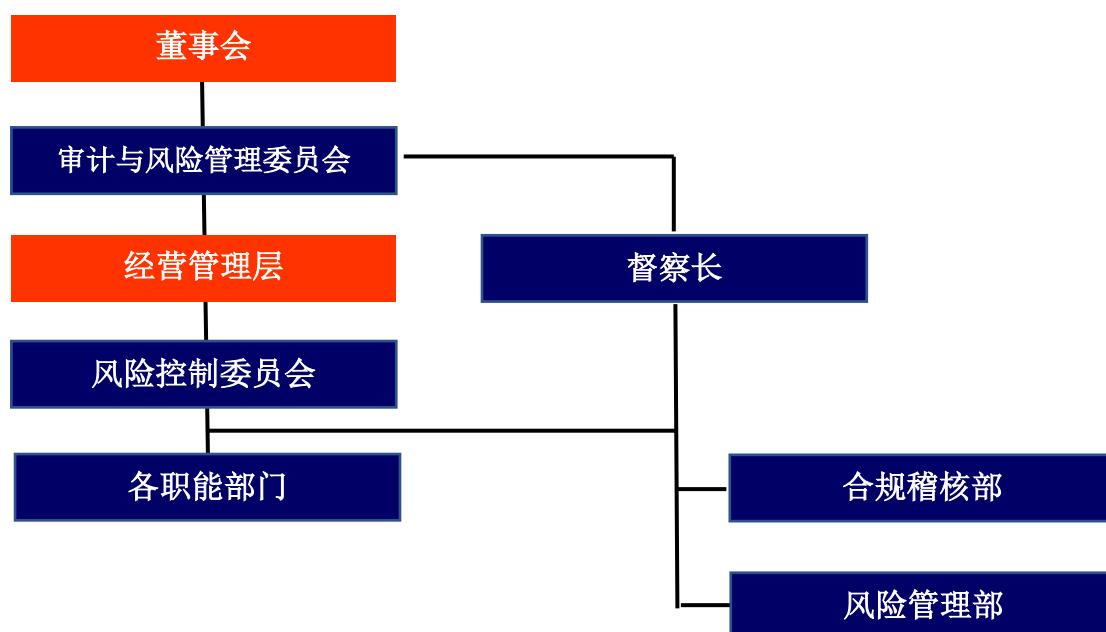 董事会
审计与风险管理委员会
经营管理层
督察长
风险控制委员会
各职能部门
合规稽核部
风险管理部